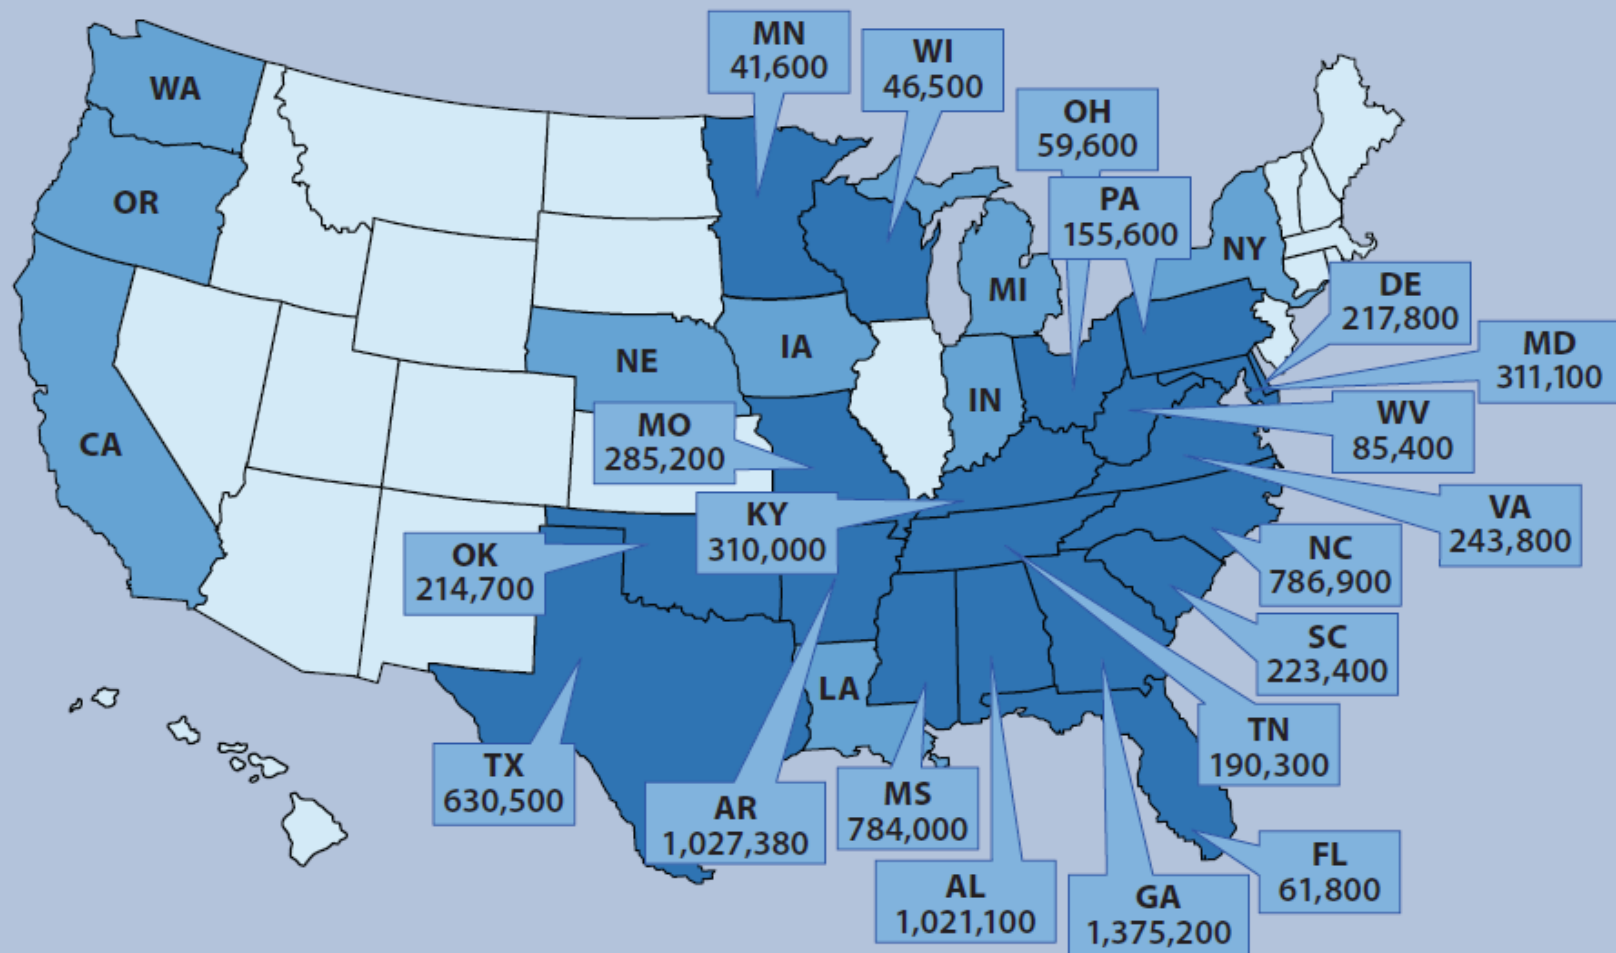 MN
41,600
WI
46,500
OH
59,600
PA
155,600
WA
OR
CA
NE
IA
MI
IN
NY
DE
217,800
MD
311,100
WV
85,400
VA
243,800
MO
285,200
KY
310,000
OK
214,700
NC
786,900
SC
223,400
TN
190,300
LA
TX
630,500
AR
1,027,380
MS
784,000
AL
1,021,100
GA
1,375,200
FL
61,800